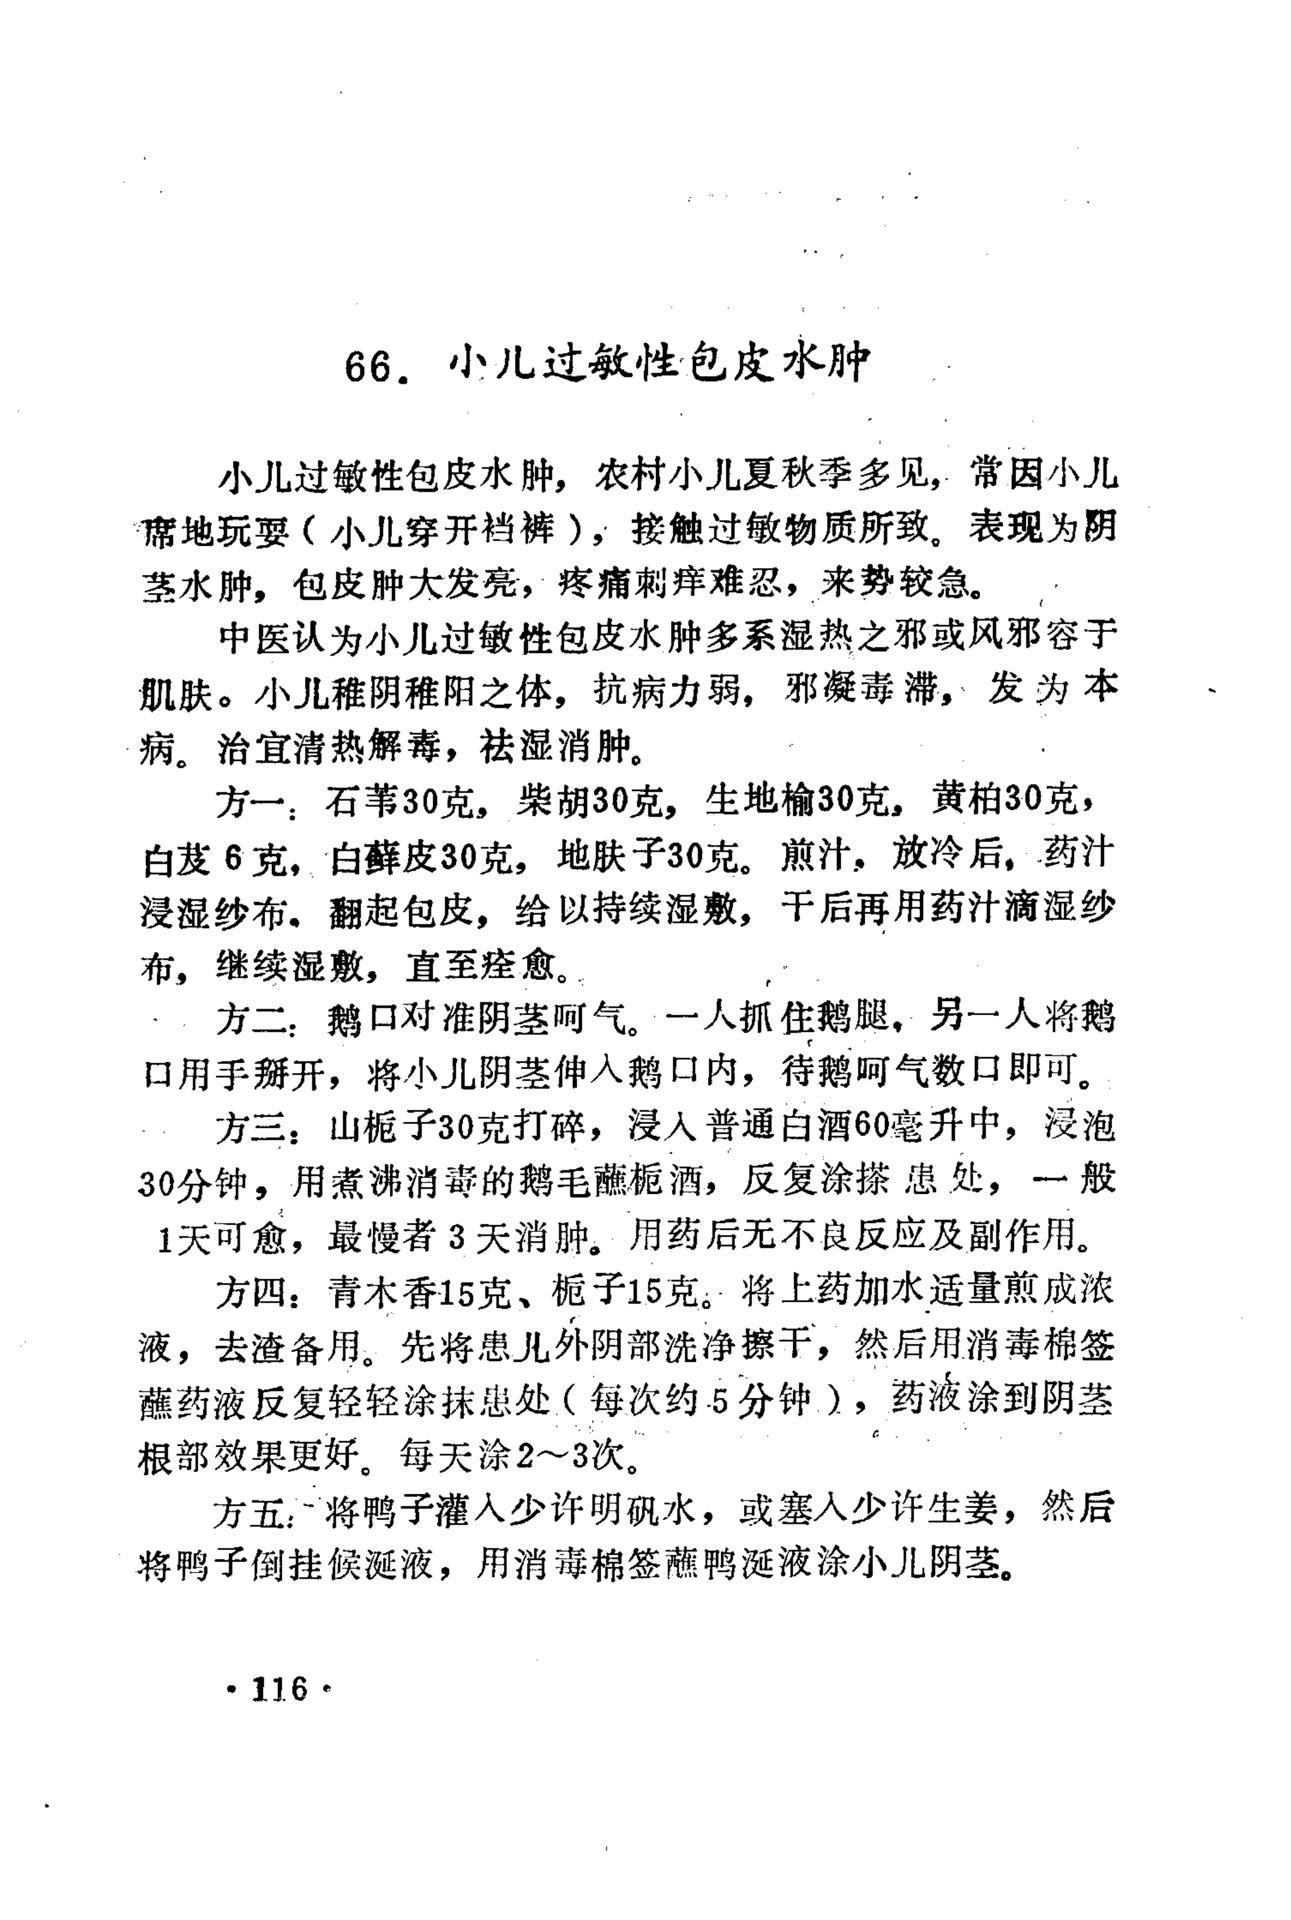 66. 小儿过敏性包皮水肿
小儿过敏性包皮水肿，农村小儿夏秋季多见，常因小儿
席地玩耍（小儿穿开裆裤），接触过敏物质所致。表现为阴
茎水肿，包皮肿大发亮，疼痛刺痒难忍，来势较急。
中医认为小儿过敏性包皮水肿多系湿热之邪或风邪容于
肌肤。小儿稚阴稚阳之体，抗病力弱，邪凝毒滞，发为本
病。治宜清热解毒，祛湿消肿。
方一：石苇30克，柴胡30克，生地榆30克，黄柏30克，
白芨6克，白藓皮30克，地肤子30克。煎汁，放冷后，药汁
浸湿纱布，翻起包皮，给以持续湿敷，干后再用药汁滴湿纱
布，继续湿敷，直至痊愈。
方二：鹅口对准阴茎呵气。一人抓住鹅腿，另一人将鹅
口用手掰开，将小儿阴茎伸入鹅口内，待鹅呵气数口即可。
方三：山栀子30克打碎，浸入普通白酒60毫升中，浸泡
30分钟，用煮沸消毒的鹅毛蘸栀酒，反复涂搽患处，一般
1天可愈，最慢者3天消肿。用药后无不良反应及副作用。
方四：青木香15克、栀子15克。将上药加水适量煎成浓
液，去渣备用。先将患儿外阴部洗净擦干，然后用消毒棉签
蘸药液反复轻轻涂抹患处（每次约5分钟），药液涂到阴茎
根部效果更好。每天涂2～3次。
方五：将鸭子灌入少许明矾水，或塞入少许生姜，然后
将鸭子倒挂候涎液，用消毒棉签蘸鸭涎液涂小儿阴茎。
·116·